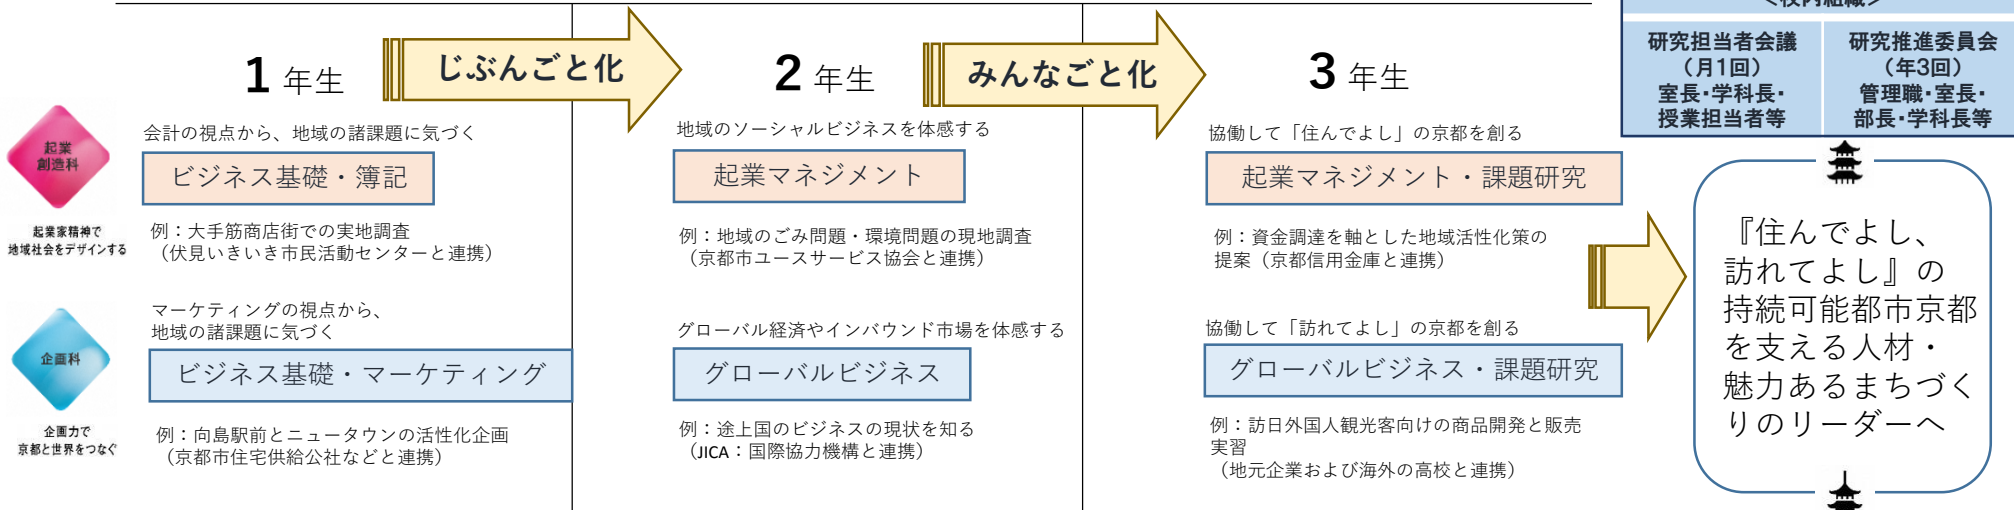 ＜校内組織＞
研究担当者会議
（月1回）
室長・学科長・
授業担当者等
研究推進委員会
（年3回）
管理職・室長・
部長・学科長等
1 年生
じぶんごと化
2 年生
みんなごと化
3 年生
起業
創造科
起業家精神で
地域社会をデザインする
会計の視点から、地域の諸課題に気づく
ビジネス基礎・簿記
例：大手筋商店街での実地調査
（伏見いきいき市民活動センターと連携）
地域のソーシャルビジネスを体感する
起業マネジメント
例：地域のごみ問題・環境問題の現地調査
（京都市ユースサービス協会と連携）
協働して「住んでよし」の京都を創る
起業マネジメント・課題研究
例：資金調達を軸とした地域活性化策の
提案（京都信用金庫と連携）
企画科
企画力で
京都と世界をつなぐ
マーケティングの視点から、
地域の諸課題に気づく
ビジネス基礎・マーケティング
例：向島駅前とニュータウンの活性化企画
（京都市住宅供給公社などと連携）
グローバル経済やインバウンド市場を体感する
グローバルビジネス
例：途上国のビジネスの現状を知る
（JICA：国際協力機構と連携）
協働して「訪れてよし」の京都を創る
グローバルビジネス・課題研究
例：訪日外国人観光客向けの商品開発と販売
実習
（地元企業および海外の高校と連携）
『住んでよし、
訪れてよし』の
持続可能都市京都
を支える人材・
魅力あるまちづく
りのリーダーへ